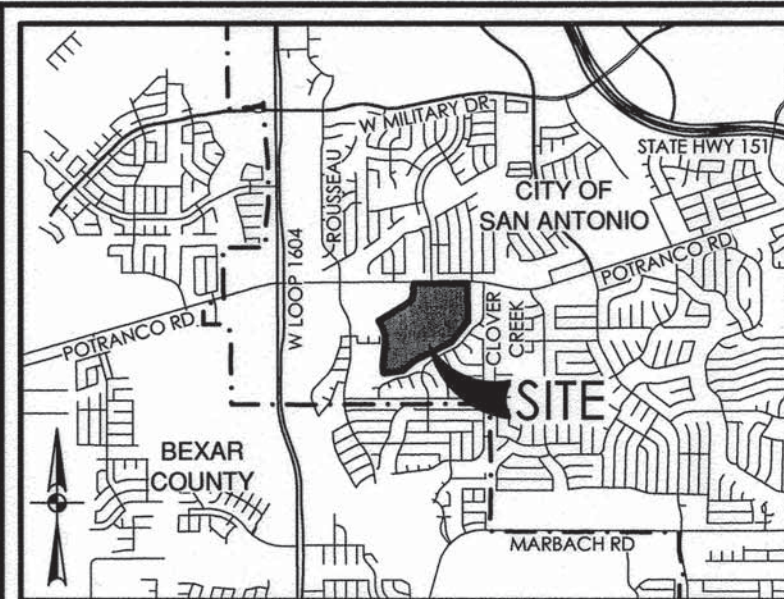 W MILITARY DR.
STATE HWY 151
ROUSSEAU
CITY OF
SAN ANTONIO
W LOOP 1604
POTRANCO RD
POTRANCO RD.
CLOVER
CREEK
SITE
BEXAR
COUNTY
MARBACH RD